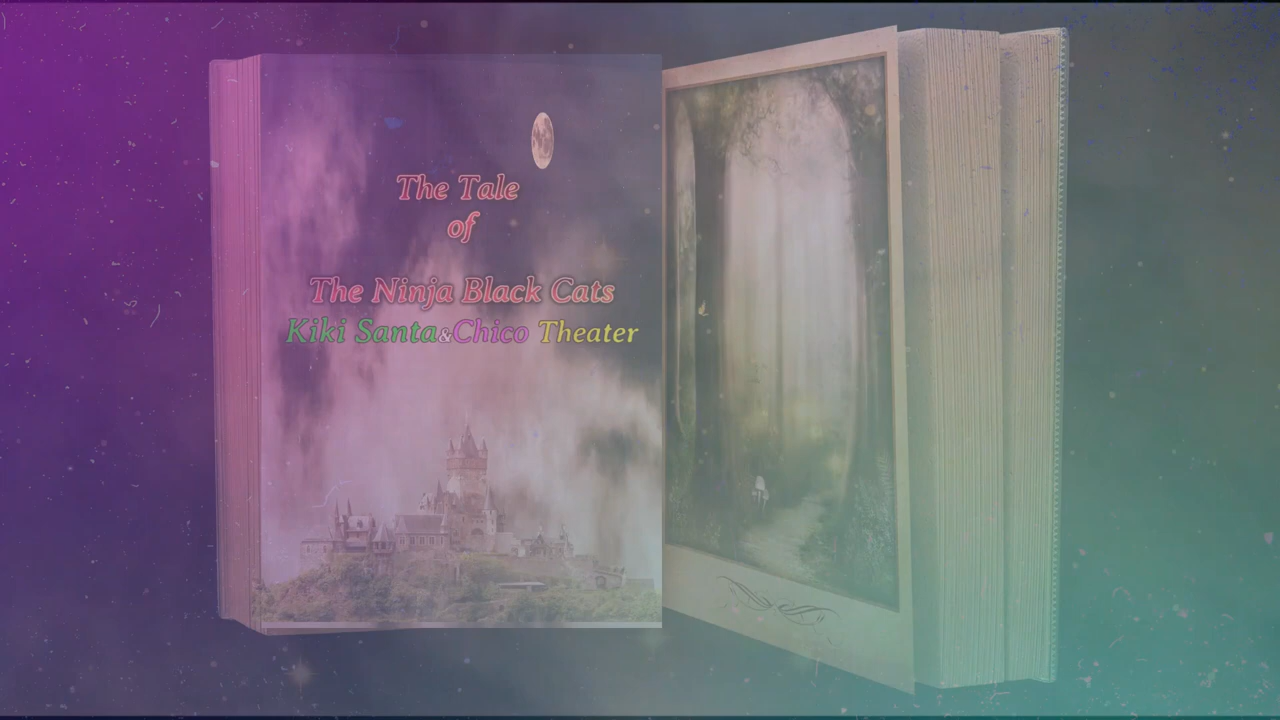 The Tale
of
The Ninja Black Cats
Kiki Santa&Chico Theater